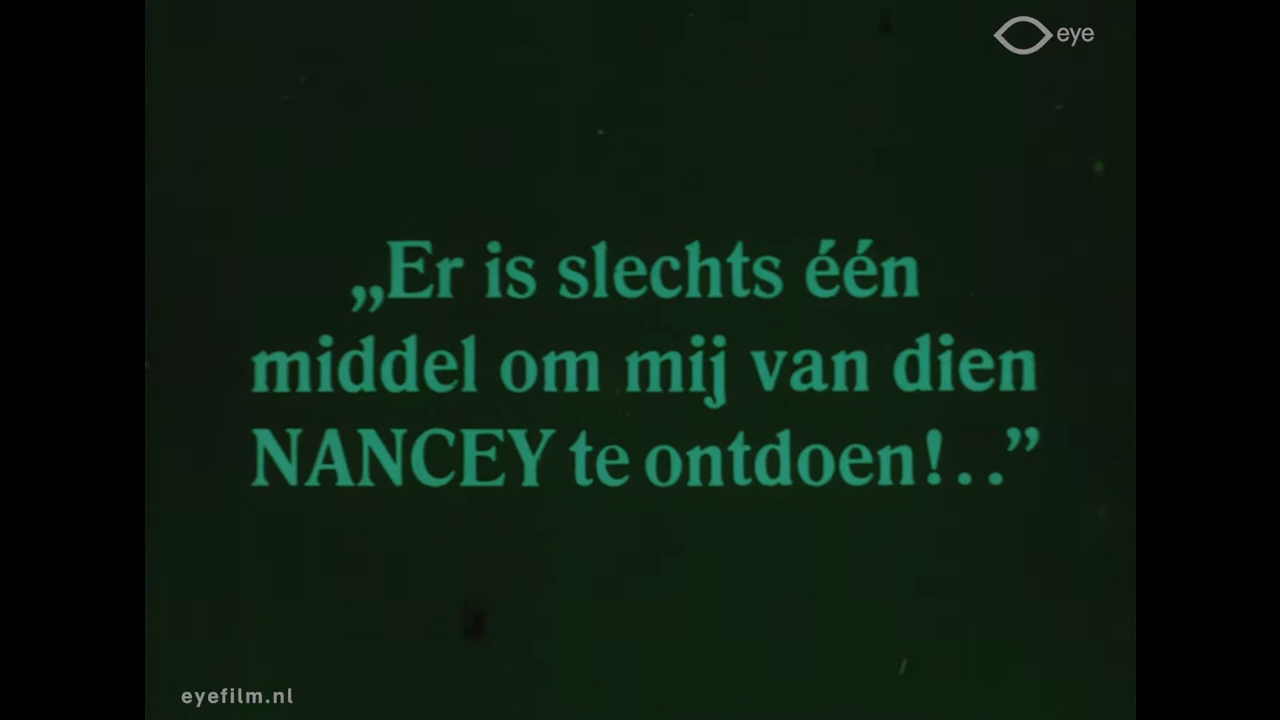 eye
„Er is slechts één
middel om mij van dien
NANCEY te ontdoen!..”
eyefilm.nl